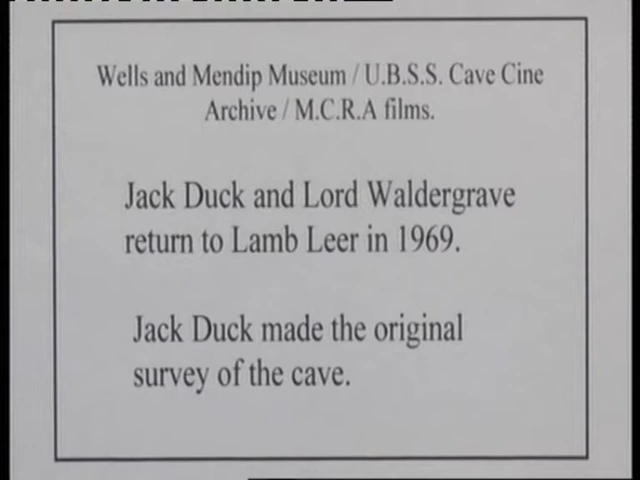 Wells and Mendip Museum / U.B.S.S. Cave Cine
Archive / M.C.R.A films.
Jack Duck and Lord Waldergrave
return to Lamb Leer in 1969.
Jack Duck made the original
survey of the cave.